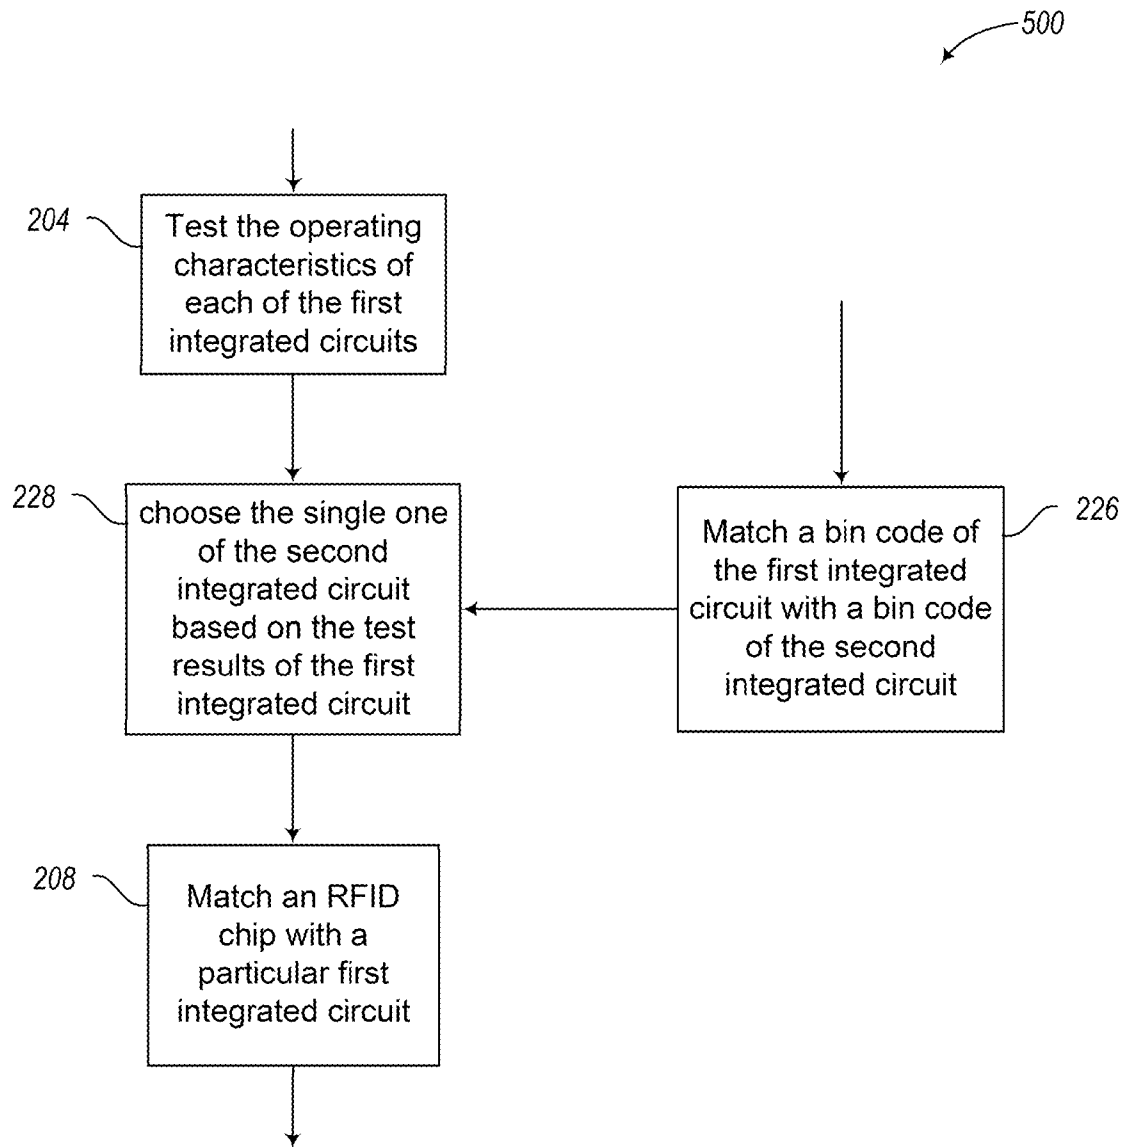 500
204
Test the operating
characteristics of
each of the first
integrated circuits
228
choose the single one
of the second
integrated circuit
based on the test
results of the first
integrated circuit
226
Match a bin code of
the first integrated
circuit with a bin code
of the second
integrated circuit
208
Match an RFID
chip with a
particular first
integrated circuit